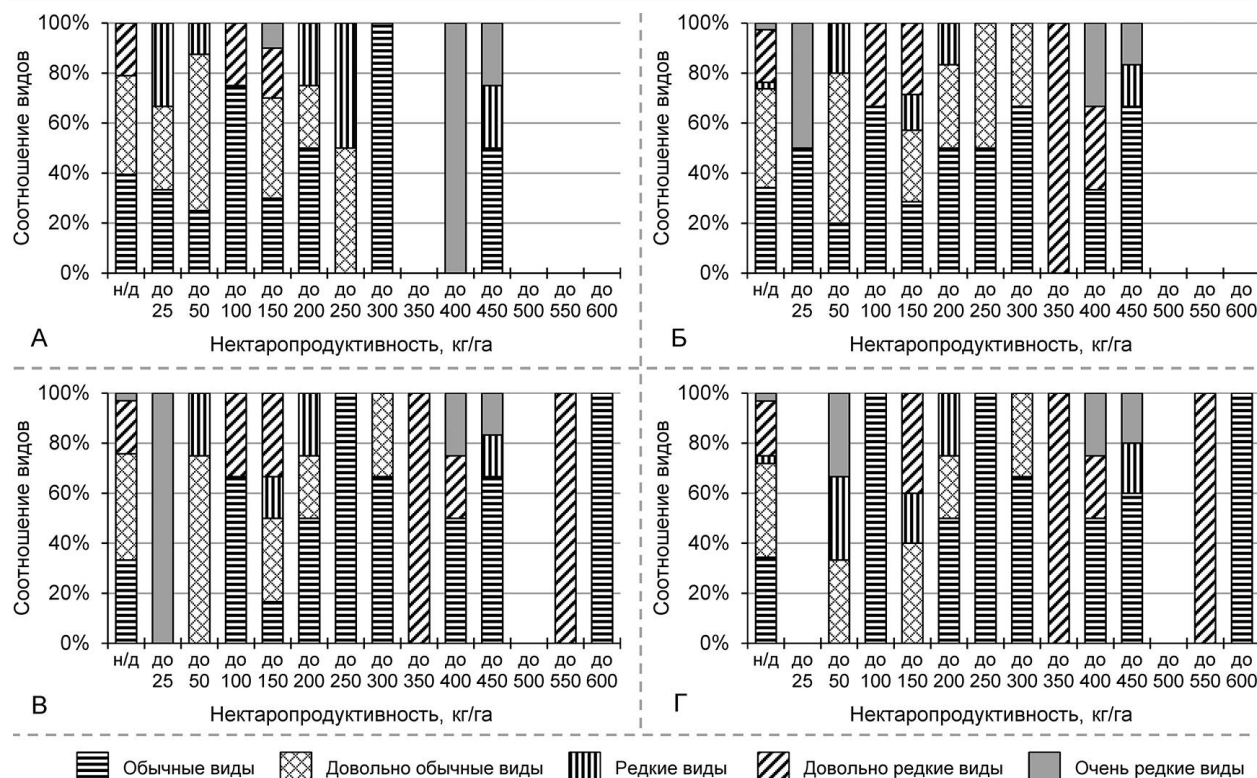 100%
80%
60%
40%
20%
0%
Соотношение видов
н/д до 25 до 50 до 100 до 150 до 200 до 250 до 300 до 350 до 400 до 450 до 500 до 550 до 600
А
Нектаропродуктивность, кг/га
100%
80%
60%
40%
20%
0%
Соотношение видов
н/д до 25 до 50 до 100 до 150 до 200 до 250 до 300 до 350 до 400 до 450 до 500 до 550 до 600
Б
Нектаропродуктивность, кг/га
100%
80%
60%
40%
20%
0%
Соотношение видов
н/д до 25 до 50 до 100 до 150 до 200 до 250 до 300 до 350 до 400 до 450 до 500 до 550 до 600
В
Нектаропродуктивность, кг/га
100%
80%
60%
40%
20%
0%
Соотношение видов
н/д до 25 до 50 до 100 до 150 до 200 до 250 до 300 до 350 до 400 до 450 до 500 до 550 до 600
Г
Нектаропродуктивность, кг/га
Обычные виды Довольно обычные виды Редкие виды Довольно редкие виды Очень редкие виды